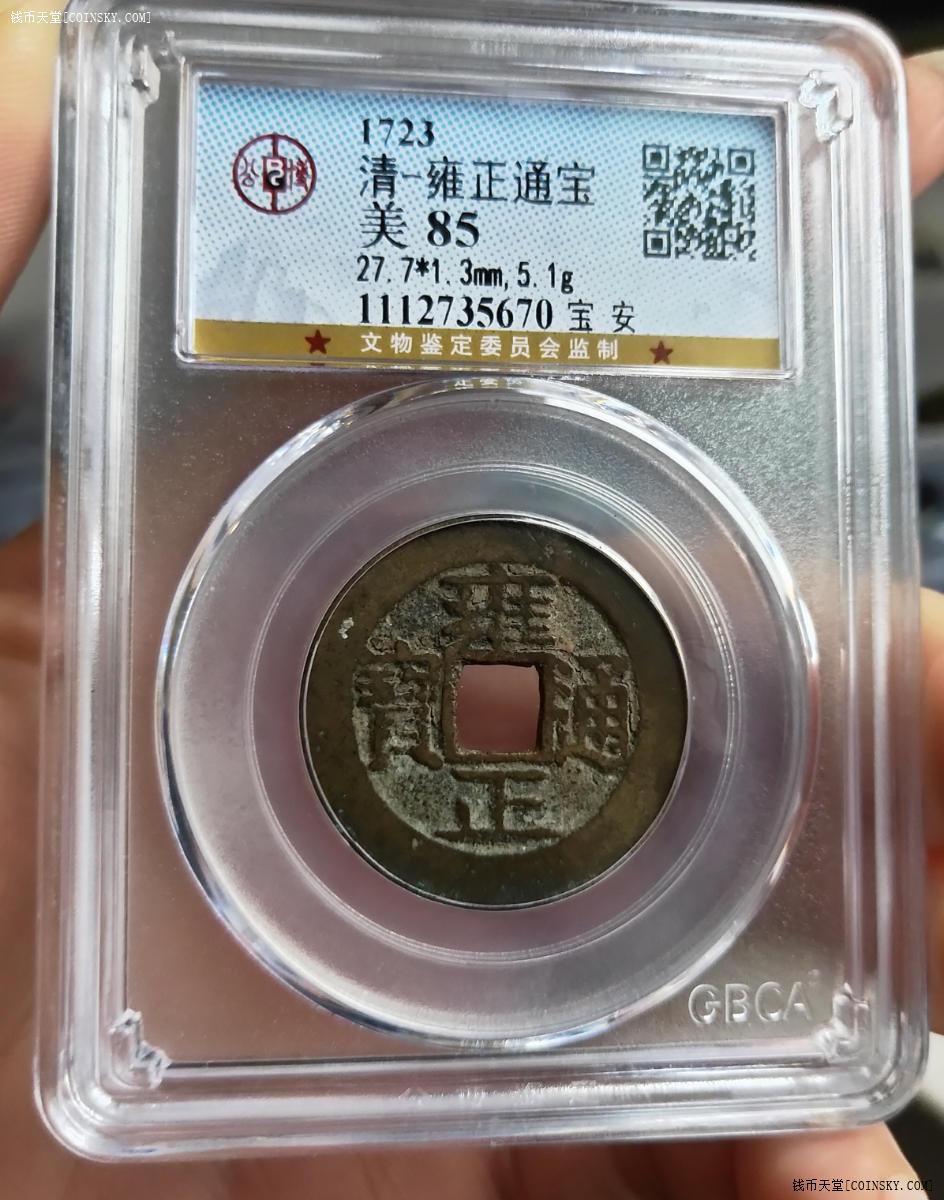 钱币天堂[COINSKY.COM]
1723
清-雍正通宝
美 85
27.7*1.3mm,5.1g
1112735670 宝 安
公博
★ 文物鉴定委员会监制 ★
雍
寶 通
正
GBCA
钱币天堂[COINSKY.COM]